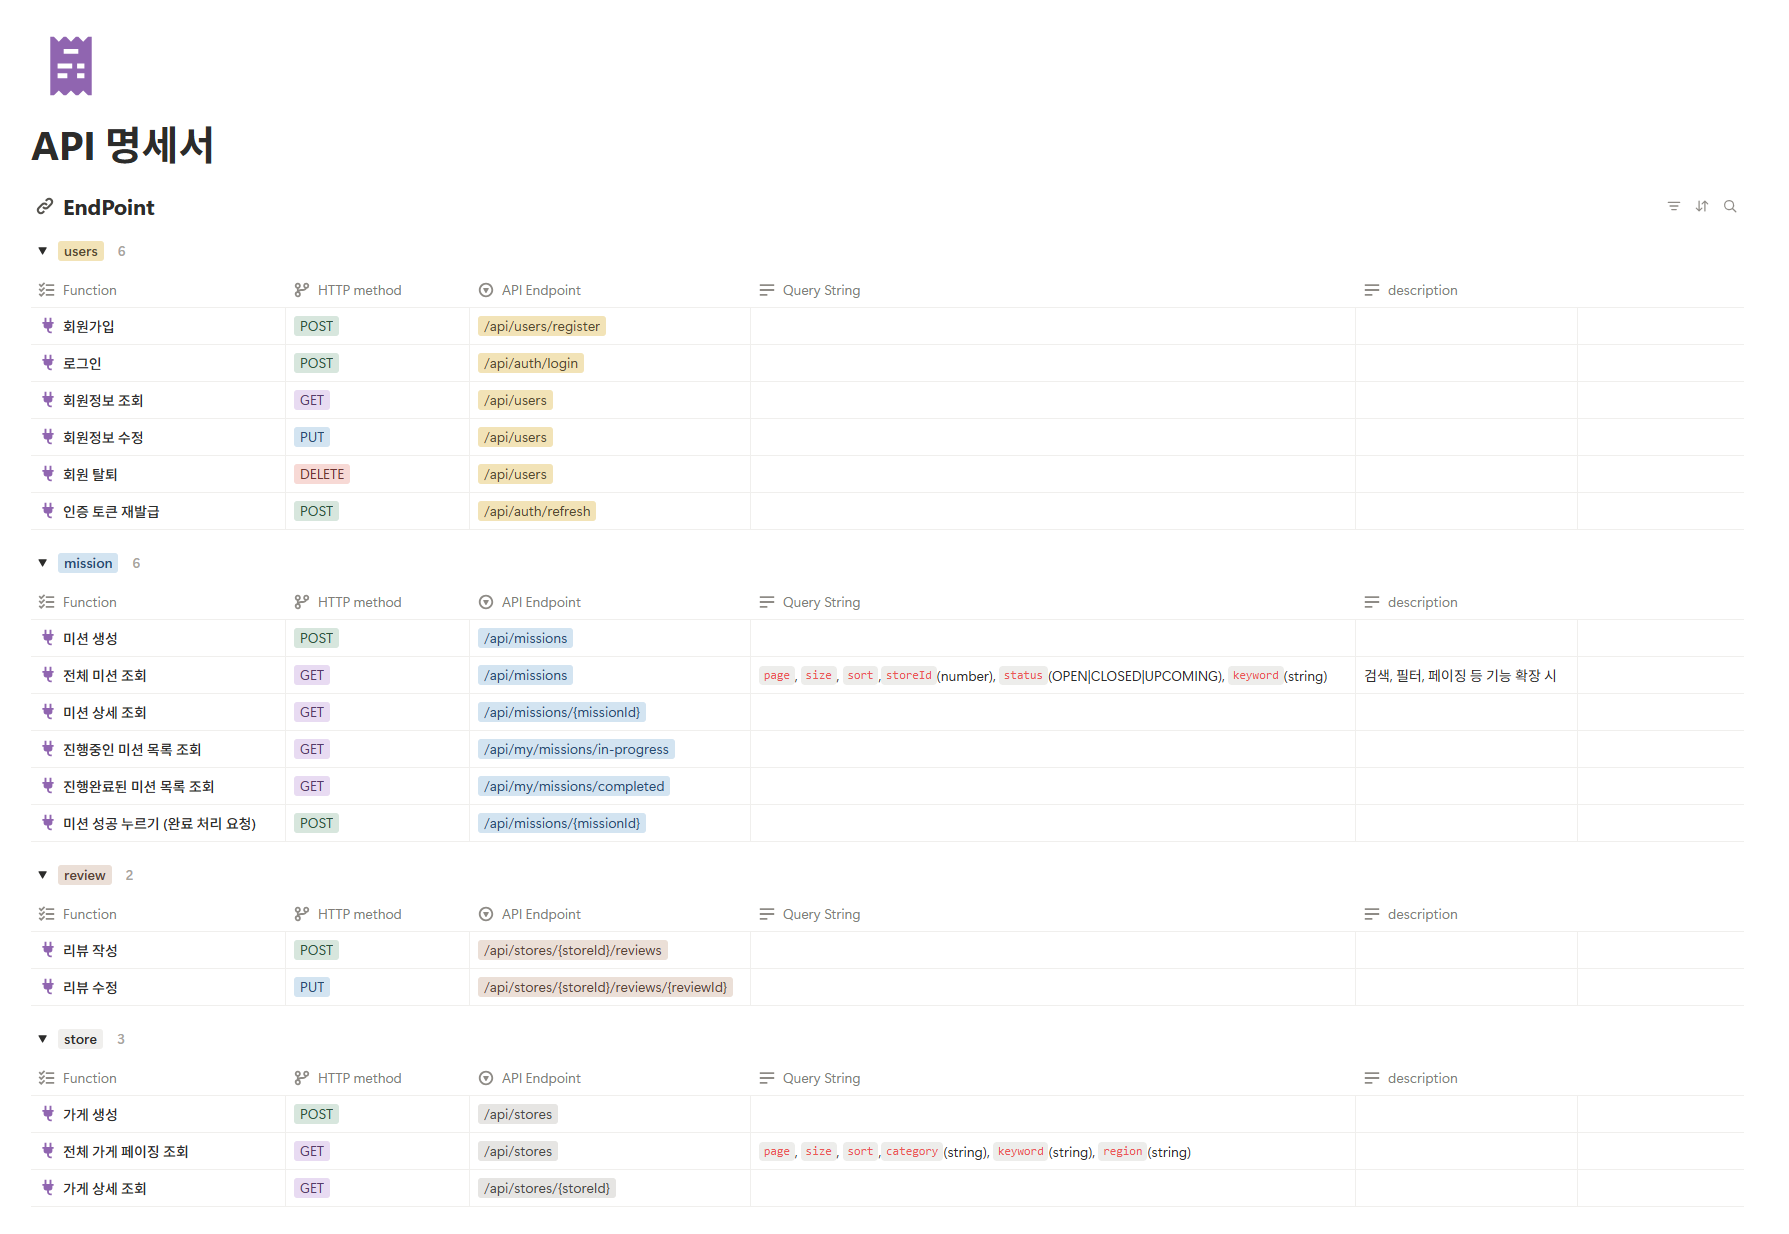 API 명세서
EndPoint
users 6
Function HTTP method API Endpoint Query String description
회원가입 POST /api/users/register
로그인 POST /api/auth/login
회원정보 조회 GET /api/users
회원정보 수정 PUT /api/users
회원 탈퇴 DELETE /api/users
인증 토큰 재발급 POST /api/auth/refresh
mission 6
Function HTTP method API Endpoint Query String description
미션 생성 POST /api/missions
전체 미션 조회 GET /api/missions page, size, sort,storeId(number), status(OPEN|CLOSED|UPCOMING), keyword(string) 검색, 필터, 페이징 등 기능 확장 시
미션 상세 조회 GET /api/missions/{missionId}
진행중인 미션 목록 조회 GET /api/my/missions/in-progress
진행완료된 미션 목록 조회 GET /api/my/missions/completed
미션 성공 누르기 (완료 처리 요청) POST /api/missions/{missionId}
review 2
Function HTTP method API Endpoint Query String description
리뷰 작성 POST /api/stores/{storeId}/reviews
리뷰 수정 PUT /api/stores/{storeId}/reviews/{reviewId}
store 3
Function HTTP method API Endpoint Query String description
가게 생성 POST /api/stores
전체 가게 페이징 조회 GET /api/stores page, size, sort,category(string), keyword(string), region(string)
가게 상세 조회 GET /api/stores/{storeId}